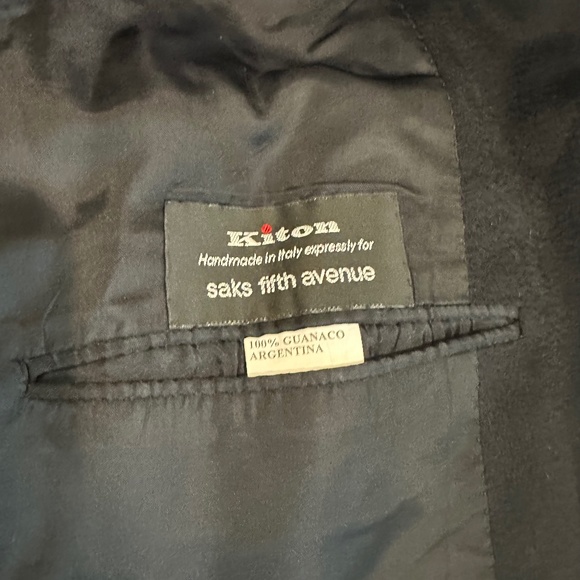 Kiton
Handmade in Italy expressly for
saks fifth avenue
100% GUANACO
ARGENTINA